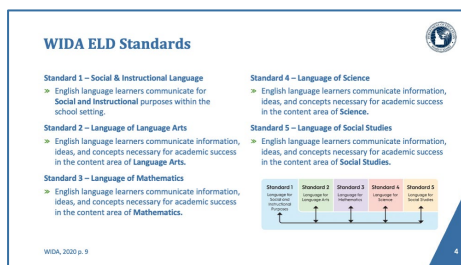 WIDA ELD Standards
Standard 1 – Social & Instructional Language
» English language learners communicate for
Social and Instructional purposes within the
school setting.
Standard 2 – Language of Language Arts
» English language learners communicate information,
ideas, and concepts necessary for academic success
in the content area of Language Arts.
Standard 3 – Language of Mathematics
» English language learners communicate information,
ideas, and concepts necessary for academic success
in the content area of Mathematics.
Standard 4 – Language of Science
» English language learners communicate information,
ideas, and concepts necessary for academic success
in the content area of Science.
Standard 5 – Language of Social Studies
» English language learners communicate information,
ideas, and concepts necessary for academic success
in the content area of Social Studies.
Standard 1
Language for
Social and
Instructional
Purposes
Standard 2
Language for
Language Arts
Standard 3
Language for
Mathematics
Standard 4
Language for
Science
Standard 5
Language for
Social Studies
WIDA, 2020 p. 9
4